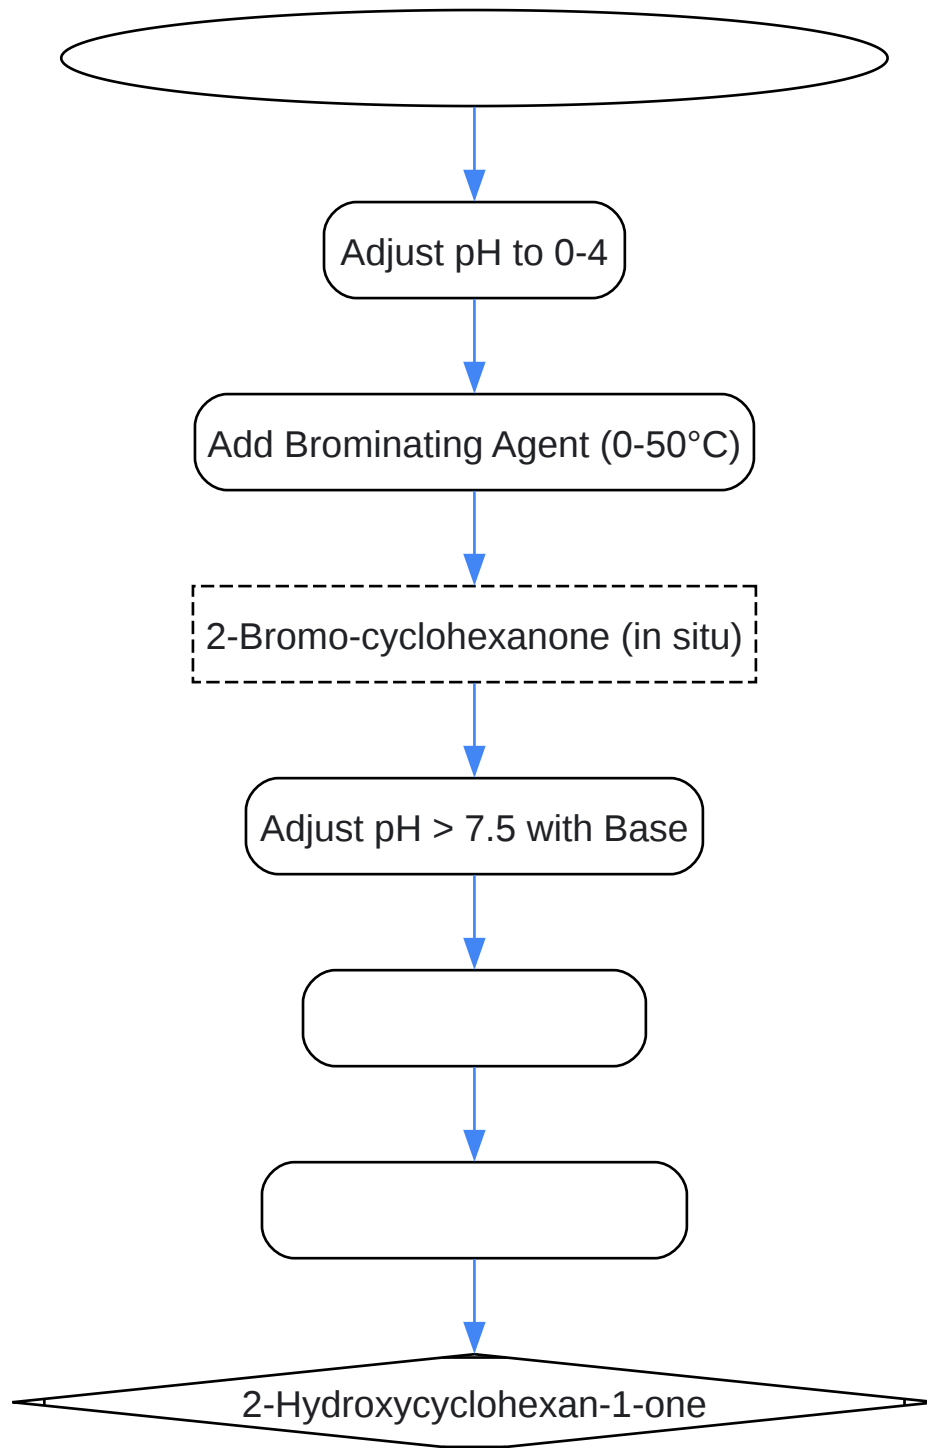 Adjust pH to 0-4
Add Brominating Agent (0-50°C)
2-Bromo-cyclohexanone (in situ)
Adjust pH > 7.5 with Base
2-Hydroxycyclohexan-1-one